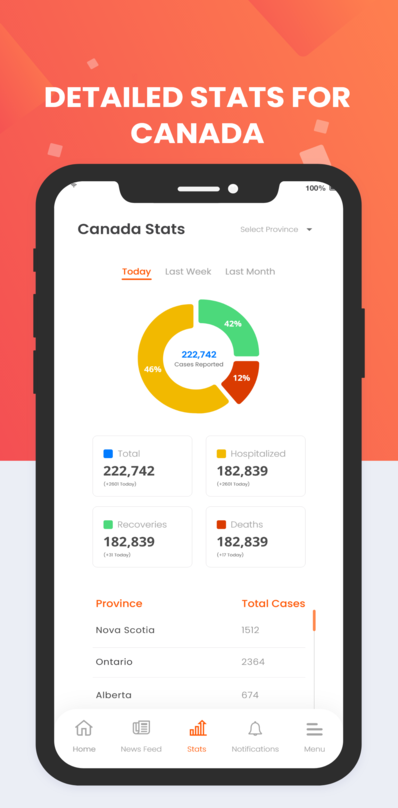 DETAILED STATS FOR
CANADA
100%
Canada Stats
Select Province
Today Last Week Last Month
42%
222,742
Cases Reported
46%
12%
Total
222,742
(+3901 Today)
Hospitalized
182,839
(+3901 Today)
Recoveries
182,839
(+31 Today)
Deaths
182,839
(+17 Today)
Province Total Cases
Nova Scotia 1512
Ontario 2364
Alberta 674
Home News Feed Stats Notifications Menu